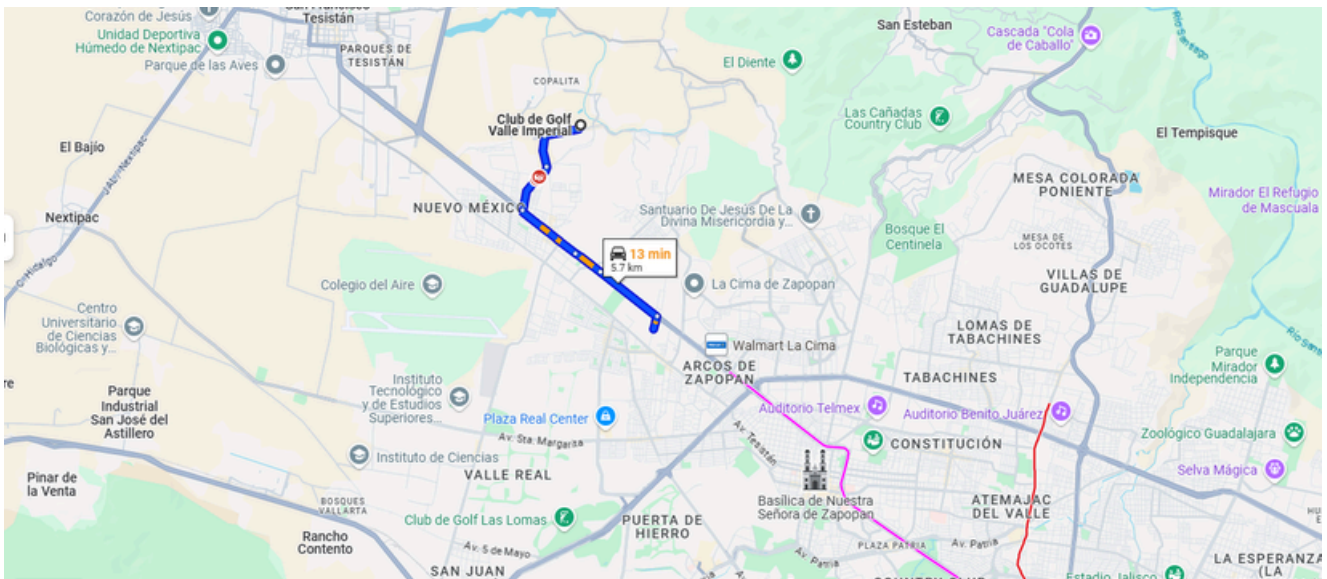 Corazón de Jesús
Tesistán
Unidad Deportiva
Húmedo de Nextipac
PARQUES DE
TESISTÁN
Parque de las Aves
San Esteban
Cascada "Cola
de Caballo"
Río Santiago
El Diente
COPALITA
Club de Golf
Valle Imperial
Las Cañadas
Country Club
El Tempisque
El Bajío
Nextipac
NUEVO MÉXICO
Santuario De Jesús De La
Divina Misericordia y...
MESA COLORADA
PONIENTE
Mirador El Refugio
de Mascuala
Bosque El
Centinela
MESA DE
LOS OCOTES
13 min
5.7 km
VILLAS DE
GUADALUPE
C. Hidalgo
Colegio del Aire
La Cima de Zapopan
Centro
Universitario
de Ciencias
Biológicas y...
LOMAS DE
TABACHINES
Walmart La Cima
ARCOS DE
ZAPOPAN
Parque
Mirador
Independencia
TABACHINES
Parque
Industrial
San José del
Astillero
Instituto
Tecnológico
y de Estudios
Superiores...
Plaza Real Center
Auditorio Telmex
Auditorio Benito Juárez
Av. Sta. Margarita
Av. Tesistán
CONSTITUCIÓN
Zoológico Guadalajara
Instituto de Ciencias
VALLE REAL
Selva Mágica
Pinar de
la Venta
BOSQUES
VALLARTA
Basílica de Nuestra
Señora de Zapopan
ATEMAJAC
DEL VALLE
Club de Golf Las Lomas
PUERTA DE
HIERRO
Rancho
Contento
Av. 5 de Mayo
PLAZA PATRIA
Av. Patria
Av. Patria
SAN JUAN
LA ESPERANZA
(LA
Estadio Jalisco